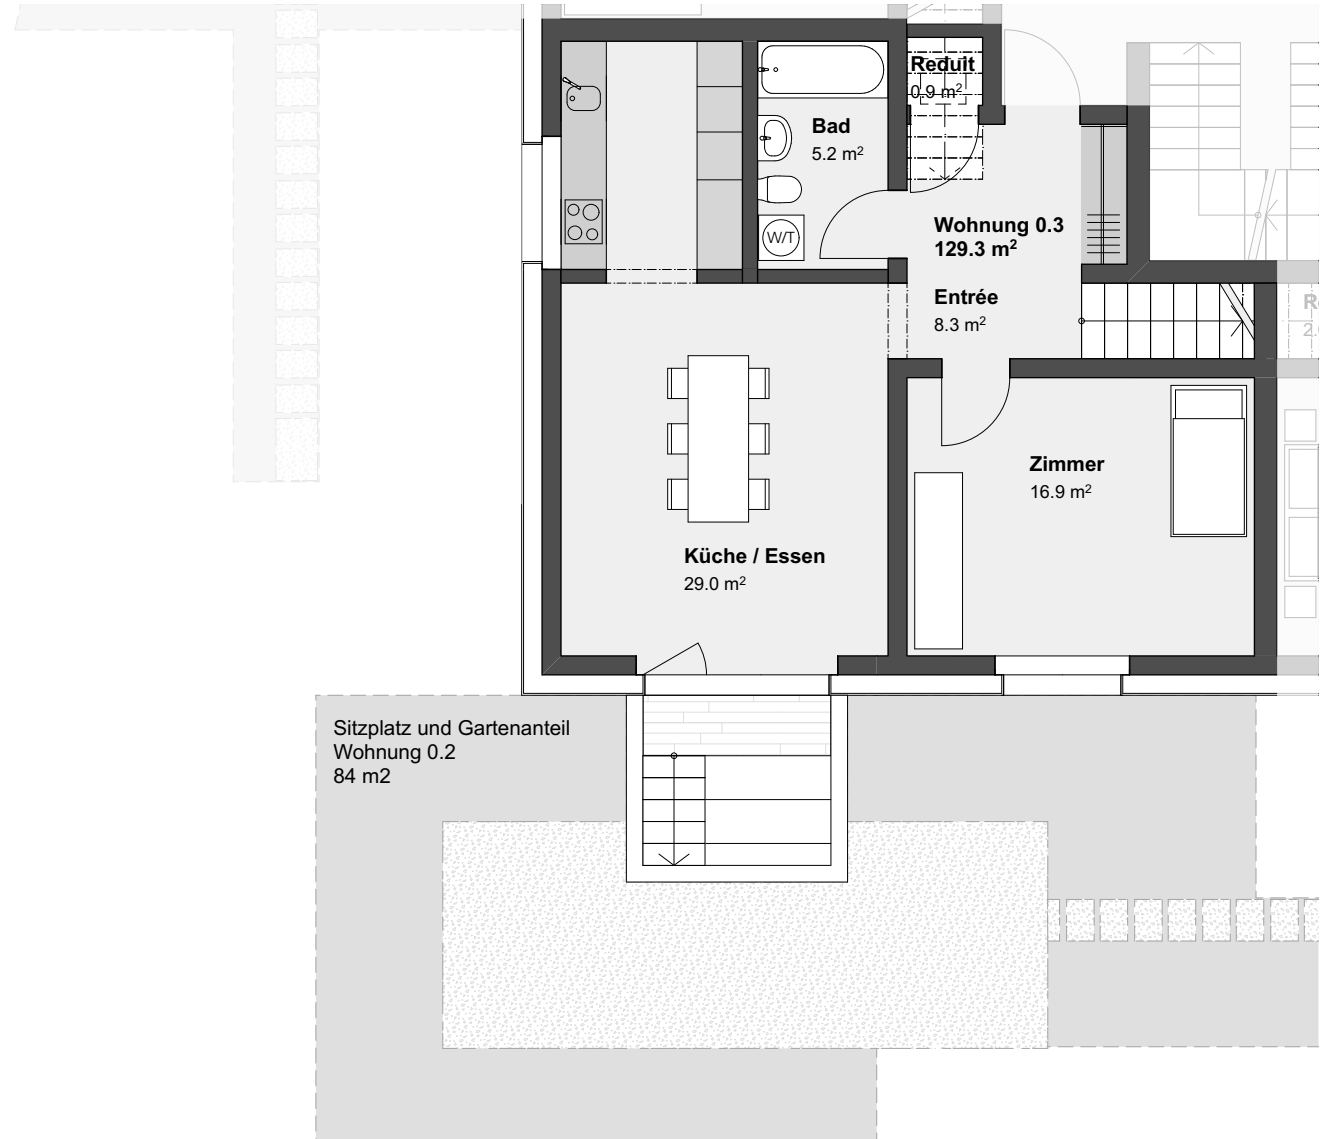 Reduit
0.9 m²
Bad
5.2 m²
W/T
Wohnung 0.3
129.3 m²
Entrée
8.3 m²
Zimmer
16.9 m²
Küche / Essen
29.0 m²
Sitzplatz und Gartenanteil
Wohnung 0.2
84 m2